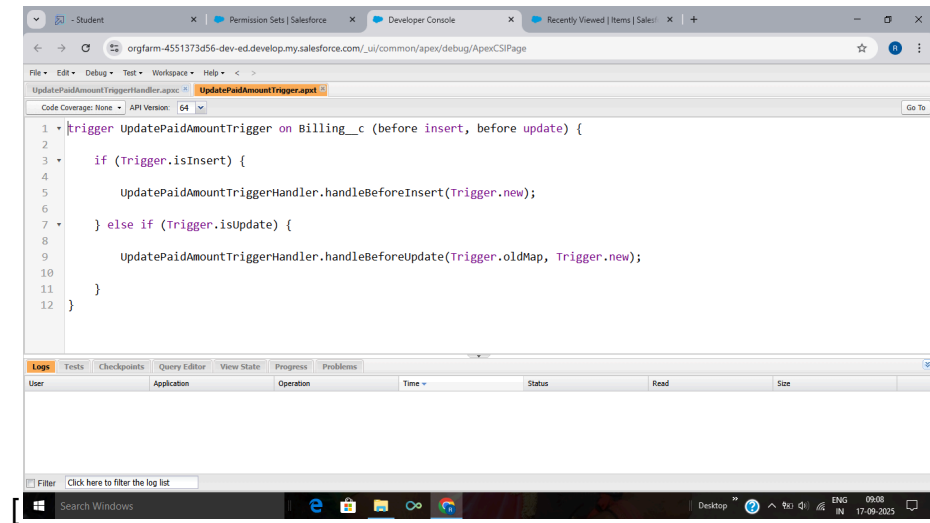 - Student
Permission Sets | Salesforce
Developer Console
Recently Viewed | Items | Salesf
orgfarm-4551373d56-dev-ed.develop.my.salesforce.com/_ui/common/apex/debug/ApexCSIPage
R
File Edit Debug Test Workspace Help < >
UpdatePaidAmountTriggerHandler.apxc UpdatePaidAmountTrigger.apxt
Code Coverage: None API Version: 64 Go To
1 trigger UpdatePaidAmountTrigger on Billing__c (before insert, before update) {
2
3 if (Trigger.isInsert) {
4
5 UpdatePaidAmountTriggerHandler.handleBeforeInsert(Trigger.new);
6
7 } else if (Trigger.isUpdate) {
8
9 UpdatePaidAmountTriggerHandler.handleBeforeUpdate(Trigger.oldMap, Trigger.new);
10
11 }
12 }
Logs Tests Checkpoints Query Editor View State Progress Problems
User Application Operation Time Status Read Size
Filter Click here to filter the log list
[
Search Windows
Desktop
ENG 09:08
IN 17-09-2025